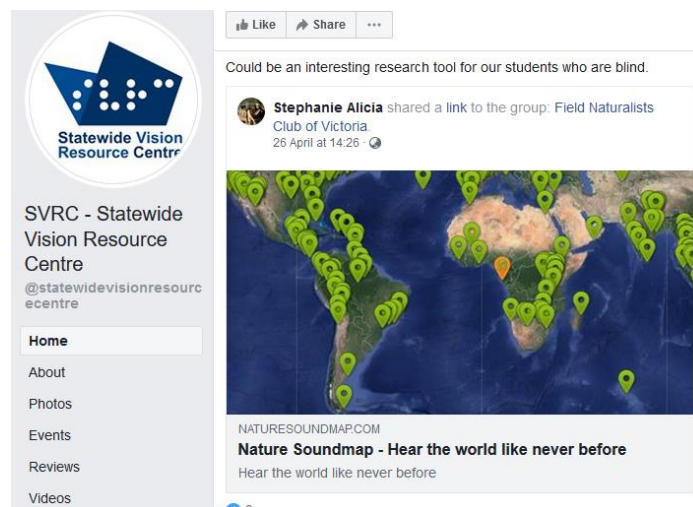 Statewide Vision
Resource Centre
SVRC - Statewide
Vision Resource
Centre
@statewidevisionresourc
ecentre
Home
About
Photos
Events
Reviews
Videos
Like Share ...
Could be an interesting research tool for our students who are blind.
Stephanie Alicia shared a link to the group: Field Naturalists
Club of Victoria.
26 April at 14:26 ·
NATURESOUNDMAP.COM
Nature Soundmap - Hear the world like never before
Hear the world like never before